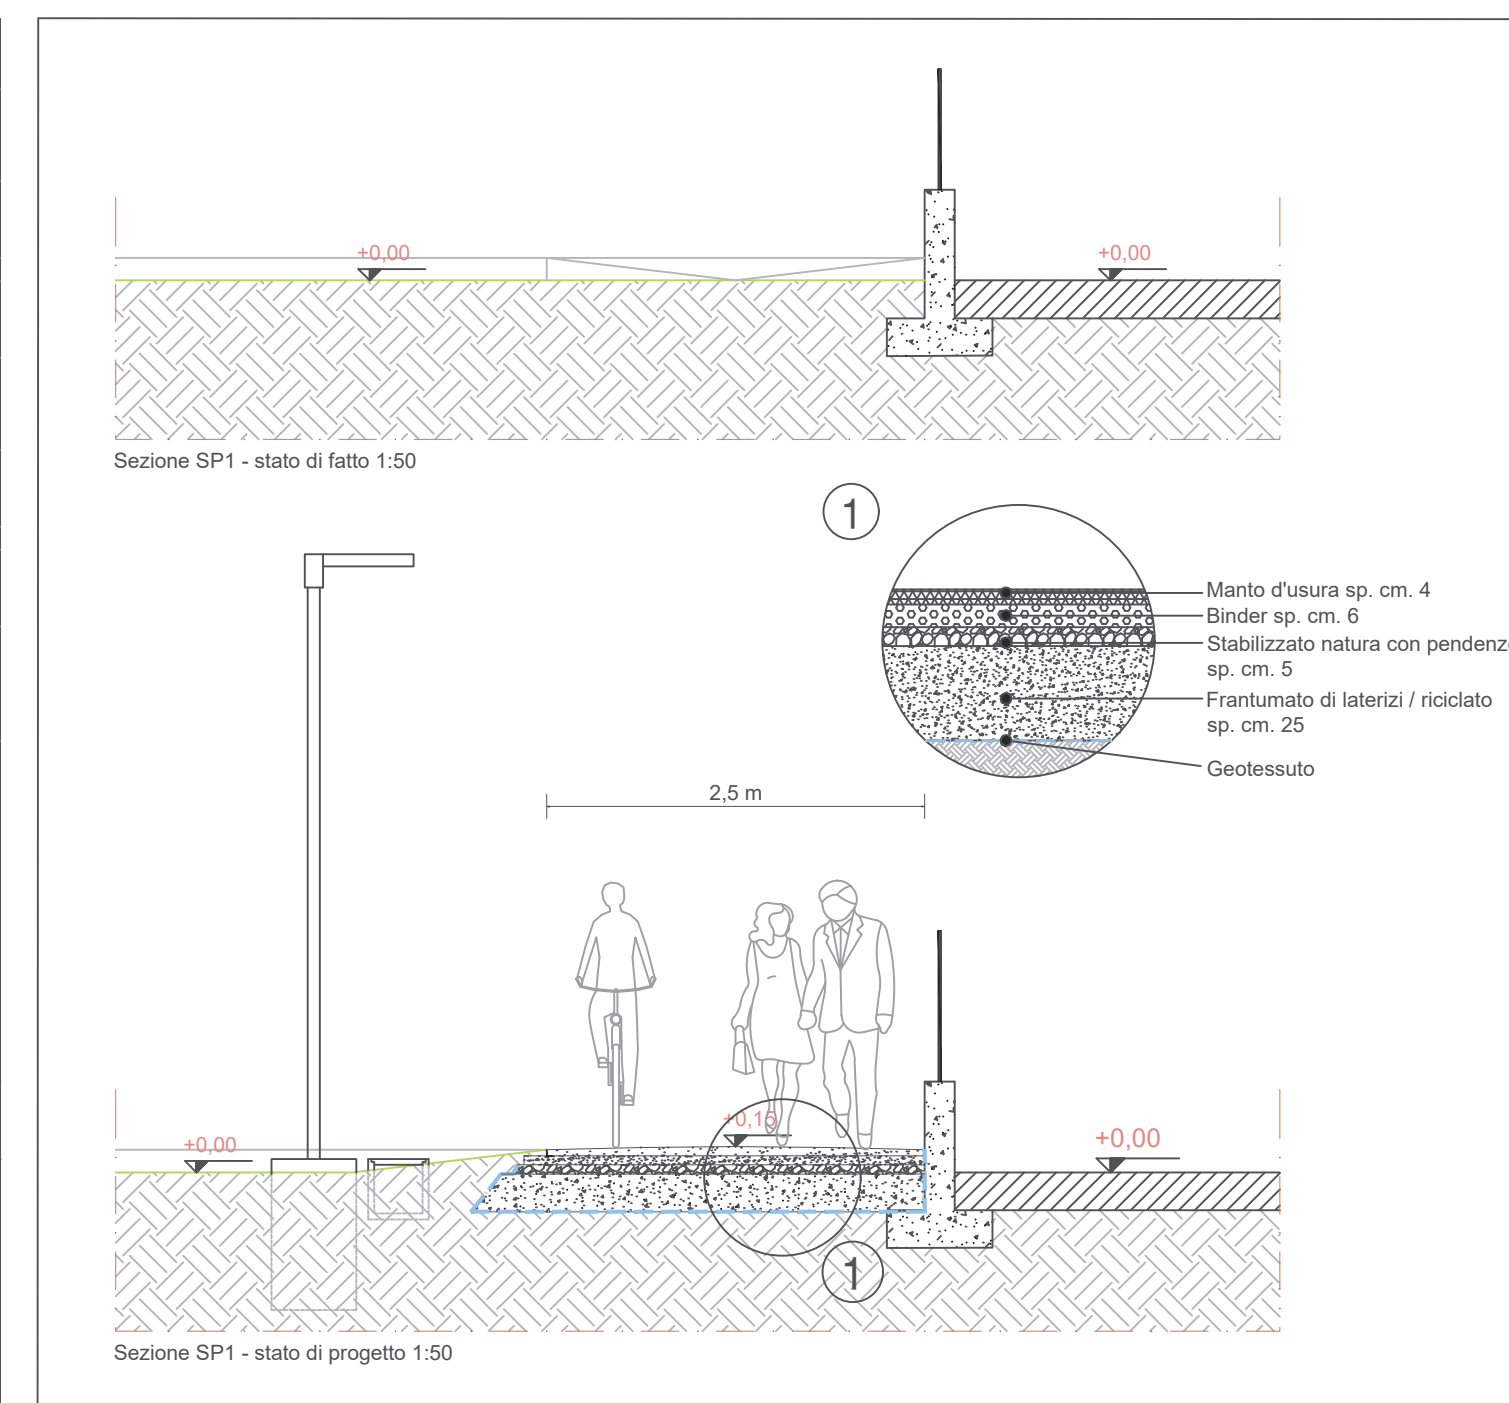 +0,00
+0,00
Sezione SP1 - stato di fatto 1:50
1
Manto d'usura sp. cm. 4
Binder sp. cm. 6
Stabilizzato natura con
sp. cm. 5
Frantumato di laterizi / riciclato
sp. cm. 25
Geotessuto
2,5 m
+0,15
+0,00
+0,00
1
Sezione SP1 - stato di progetto 1:50